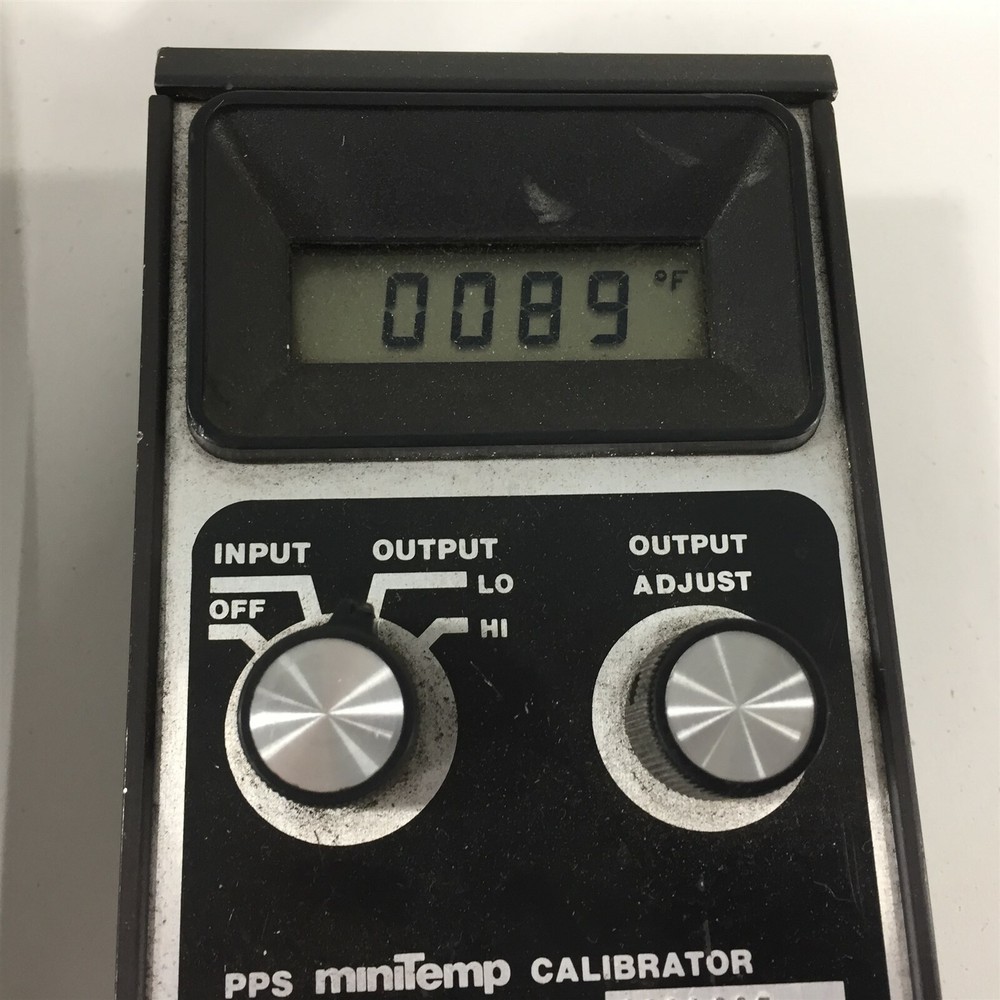 0089 °F
INPUT OUTPUT
LO
OFF
HI
OUTPUT
ADJUST
PPS miniTemp CALIBRATOR